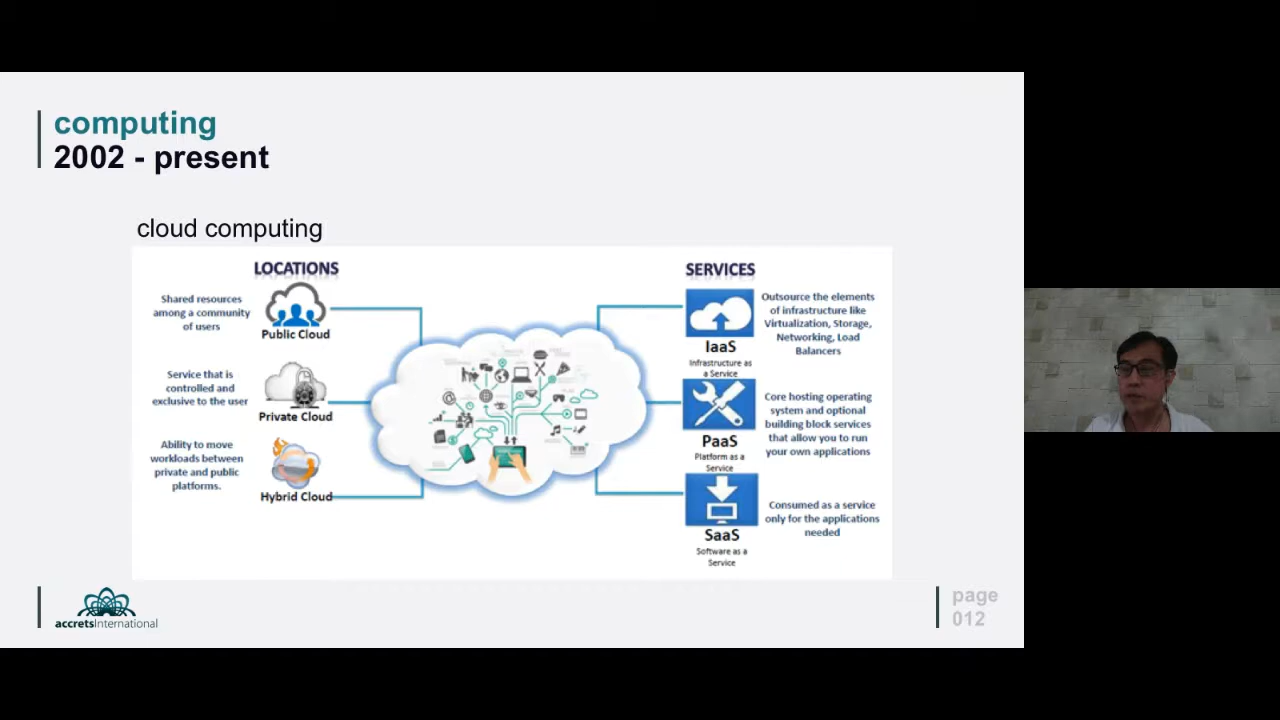 computing
2002 - present
cloud computing
LOCATIONS
Shared resources
among a community
of users
Public Cloud
Service that is
controlled and
exclusive to the user
Private Cloud
Ability to move
workloads between
private and public
platforms.
Hybrid Cloud
SERVICES
IaaS
Infrastructure as
a Service
Outsource the elements
of infrastructure like
Virtualization, Storage,
Networking, Load
Balancers
PaaS
Platform as a
Service
Core hosting operating
system and optional
building block services
that allow you to run
your own applications
SaaS
Software as a
Service
Consumed as a service
only for the applications
needed
accretsInternational
page
012